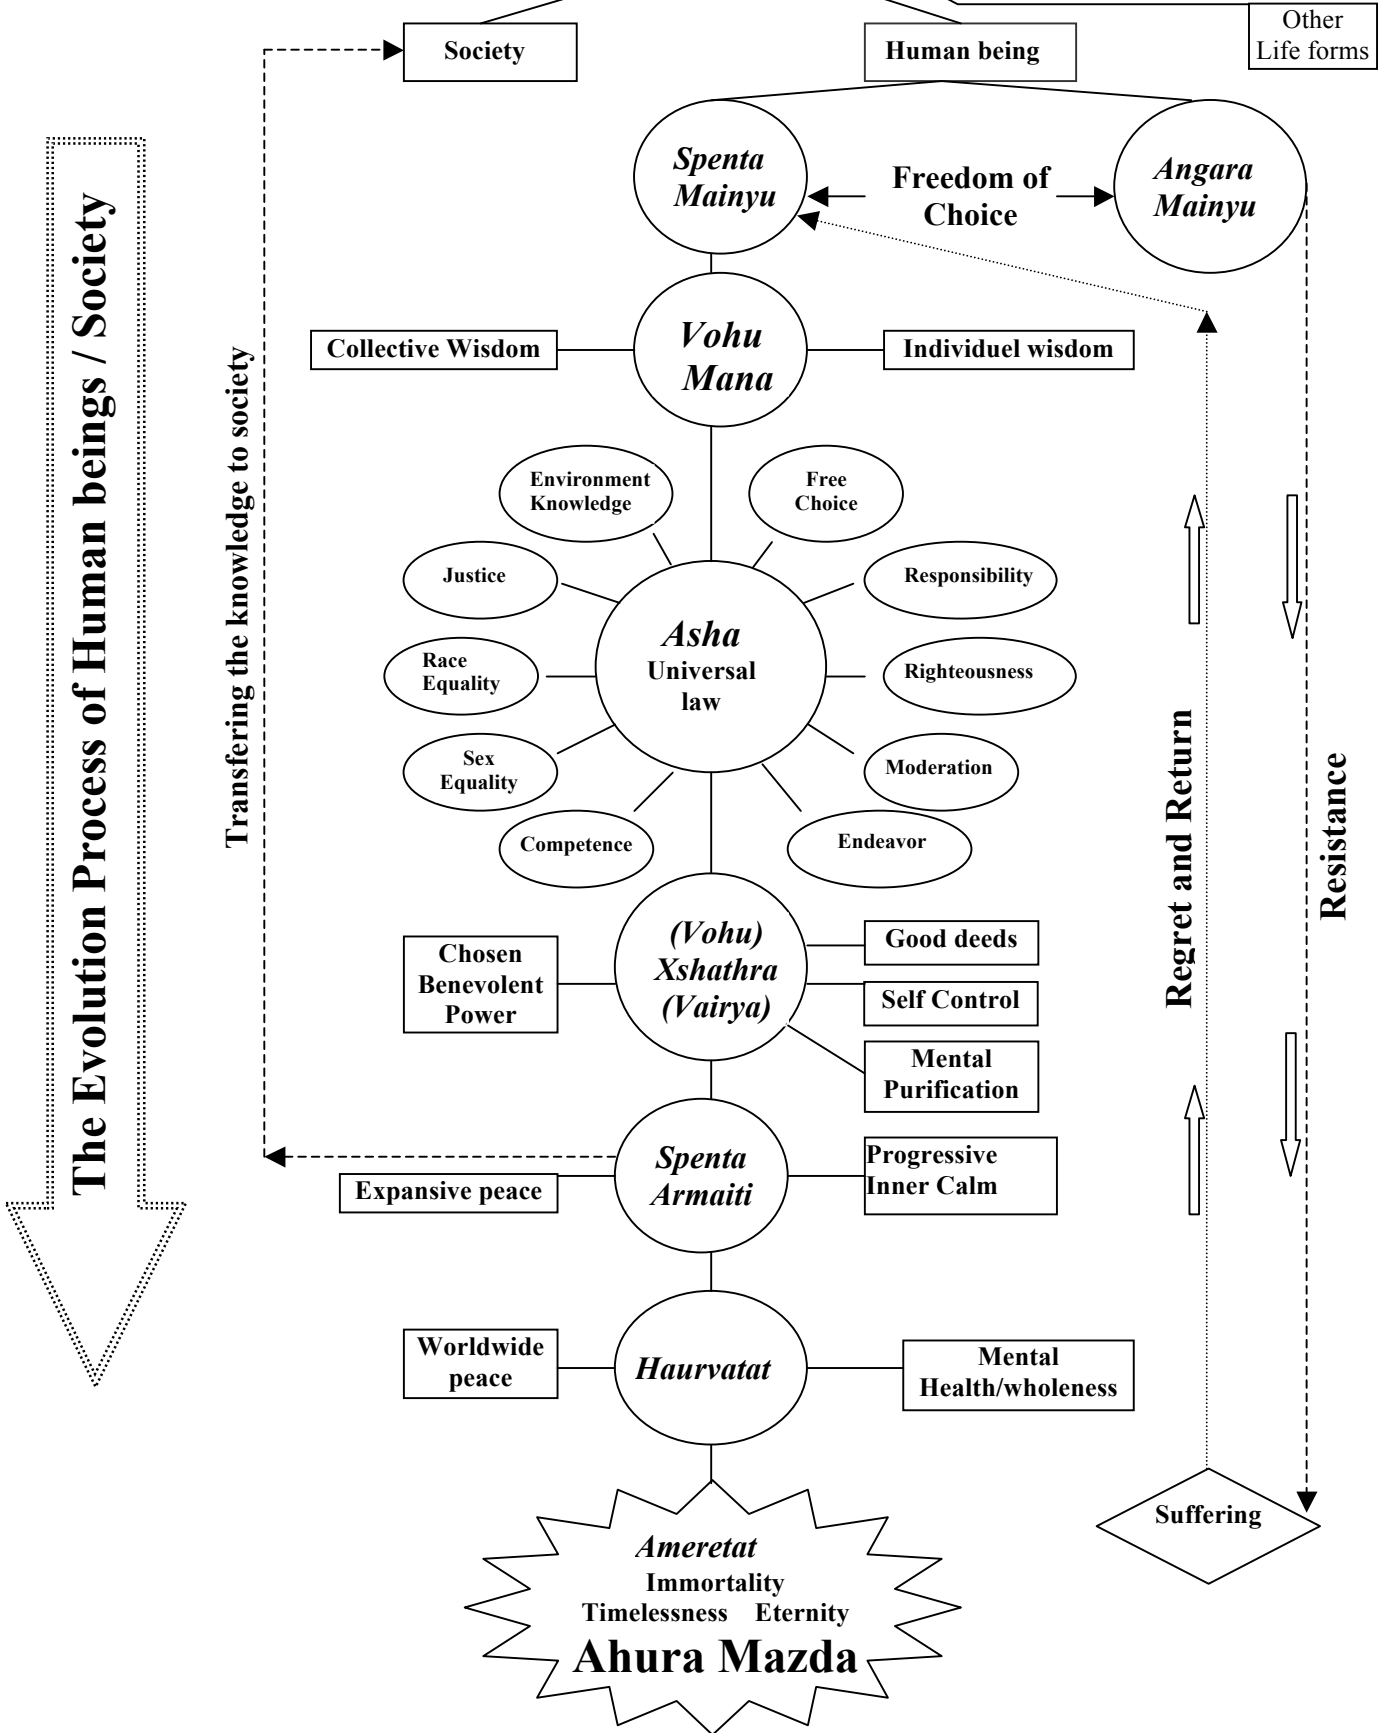 Other
Life forms
Society
Human being
Spenta
Mainyu
Freedom of
Choice
Angara
Mainyu
Vohu
Mana
Collective Wisdom
Individuel wisdom
Environment
Knowledge
Free
Choice
Justice
Responsibility
Asha
Universal
law
Race
Equality
Righteousness
Sex
Equality
Moderation
Competence
Endeavor
(Vohu)
Xshathra
(Vairya)
Chosen
Benevolent
Power
Good deeds
Self Control
Mental
Purification
Spenta
Armaiti
Expansive peace
Progressive
Inner Calm
Worldwide
peace
Haurvatat
Mental
Health/wholeness
Suffering
Ameretat
Immortality
Timelessness Eternity
Ahura Mazda
The Evolution Process of Human beings / Society
Transfering the knowledge to society
Regret and Return
Resistance